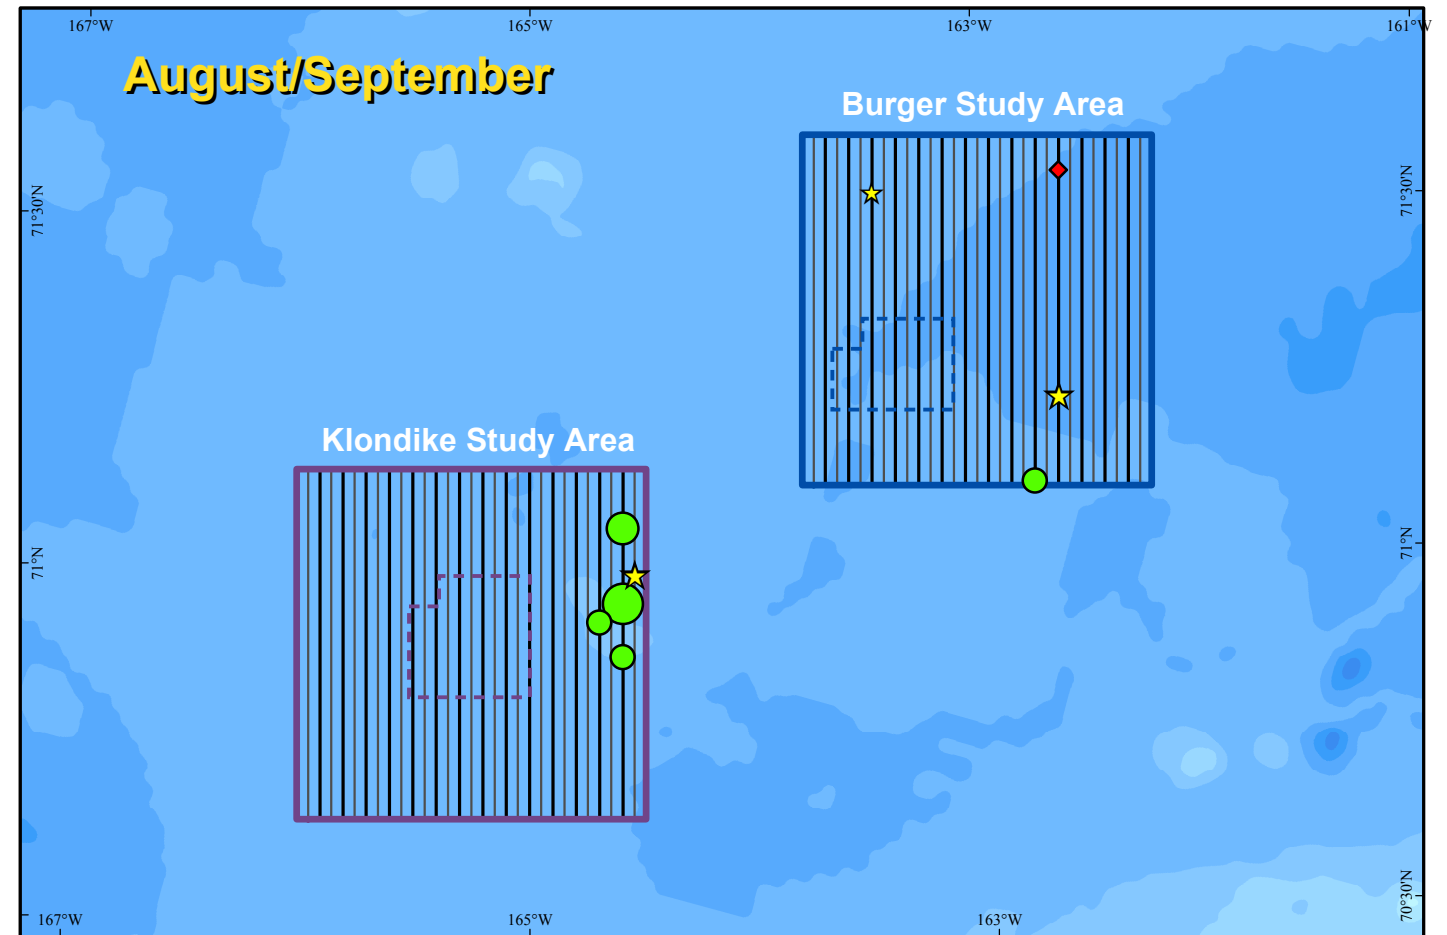 167°W
165°W
163°W
161°W
August/September
Burger Study Area
71°30'N
71°30'N
Klondike Study Area
71°N
71°N
70°30'N
167°W
165°W
163°W